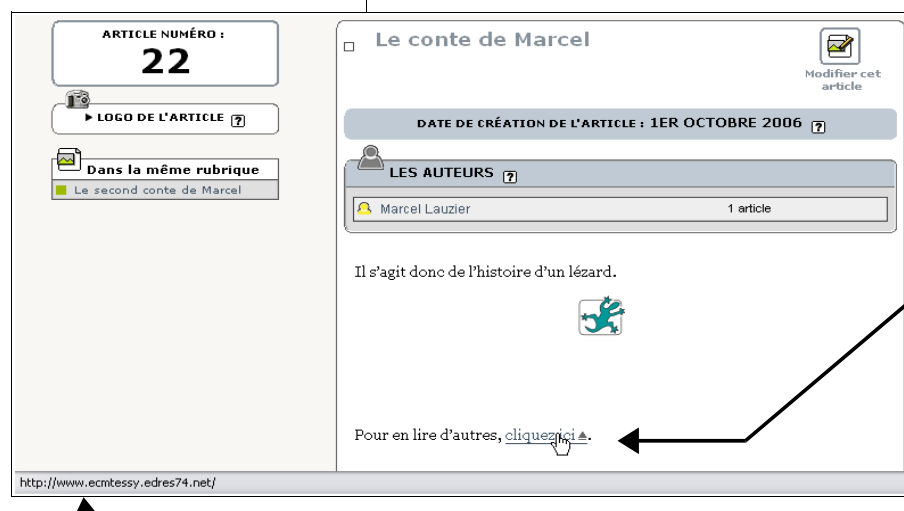 ARTICLE NUMÉRO :
22
LOGO DE L'ARTICLE ?
Dans la même rubrique
Le second conte de Marcel
Le conte de Marcel
Modifier cet
article
DATE DE CRÉATION DE L'ARTICLE : 1ER OCTOBRE 2006 ?
LES AUTEURS ?
Marcel Lauzier 1 article
Il s'agit donc de l'histoire d'un lézard.
Pour en lire d'autres, cliquez ici.
http://www.ecmtessy.edres74.net/